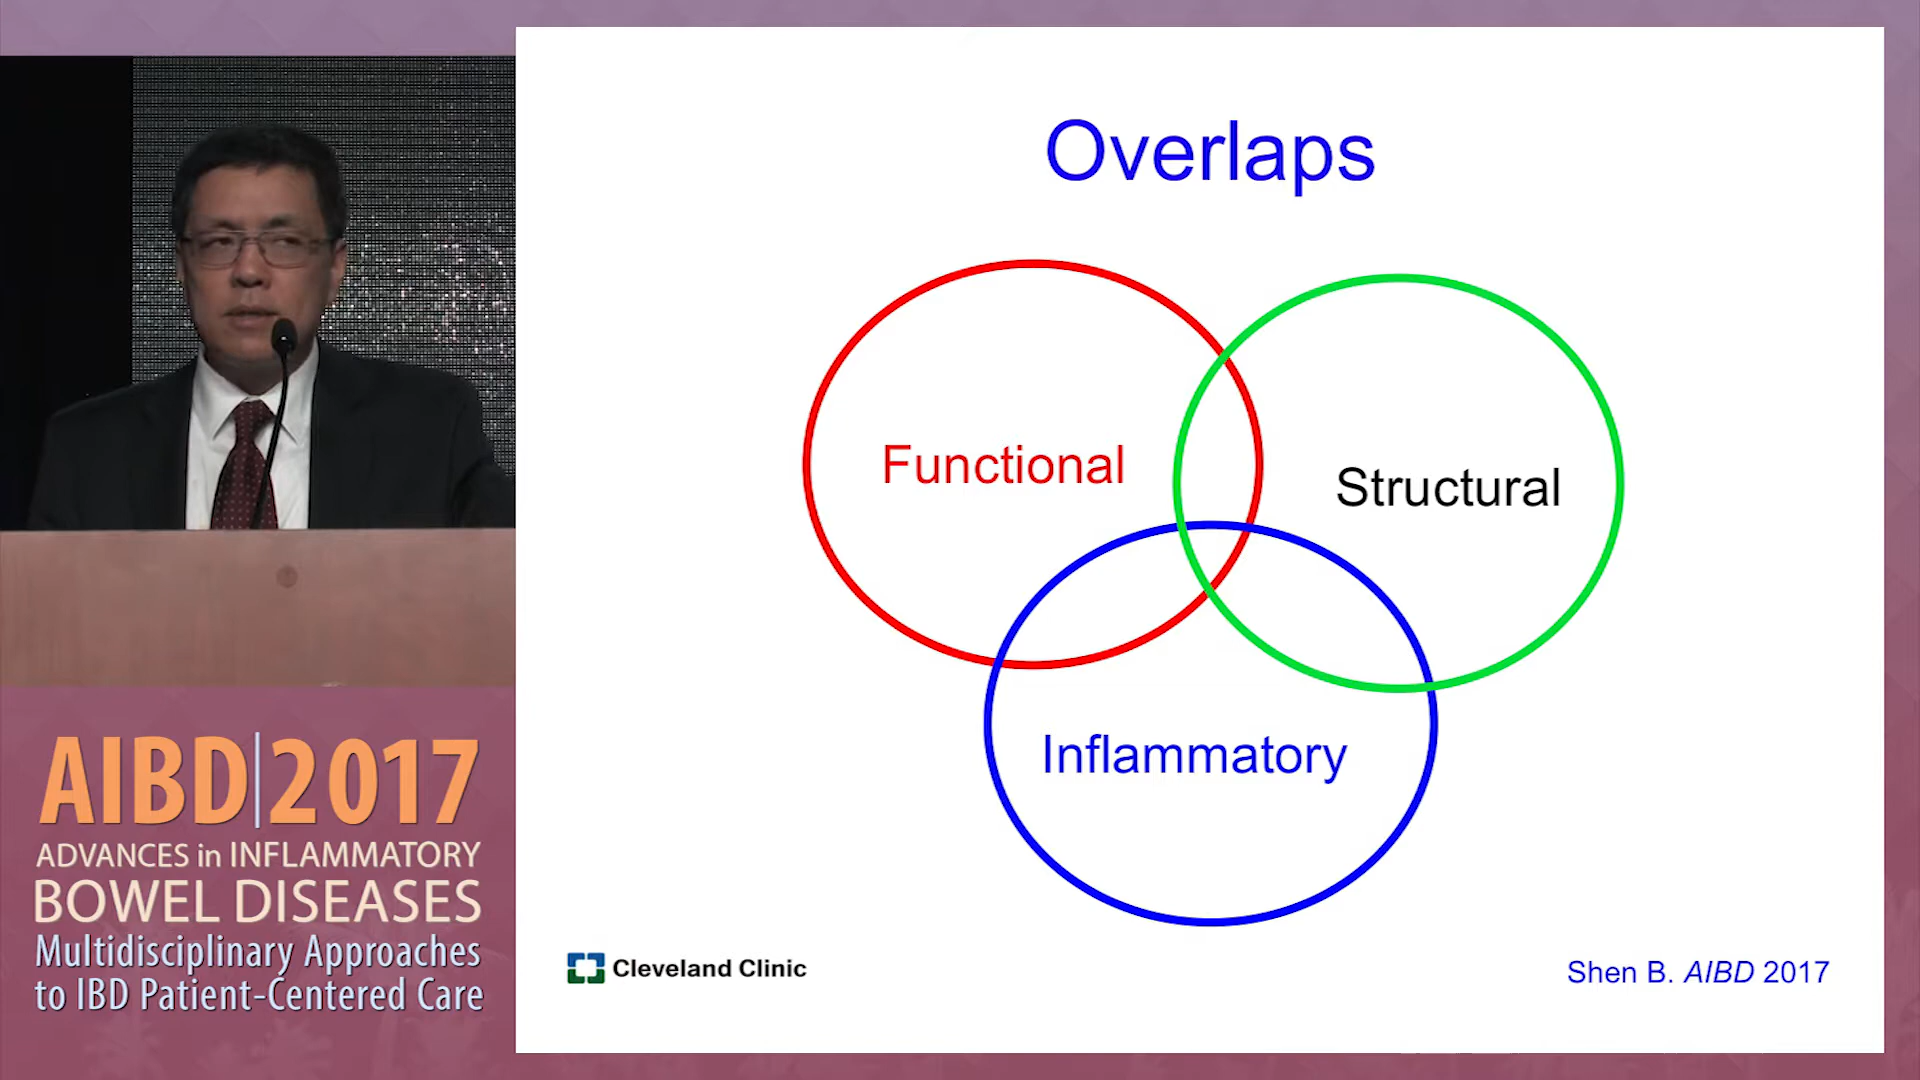 Overlaps
Functional
Structural
Inflammatory
Cleveland Clinic
Shen B. AIBD 2017
AIBD|2017
ADVANCES in INFLAMMATORY
BOWEL DISEASES
Multidisciplinary Approaches
to IBD Patient-Centered Care